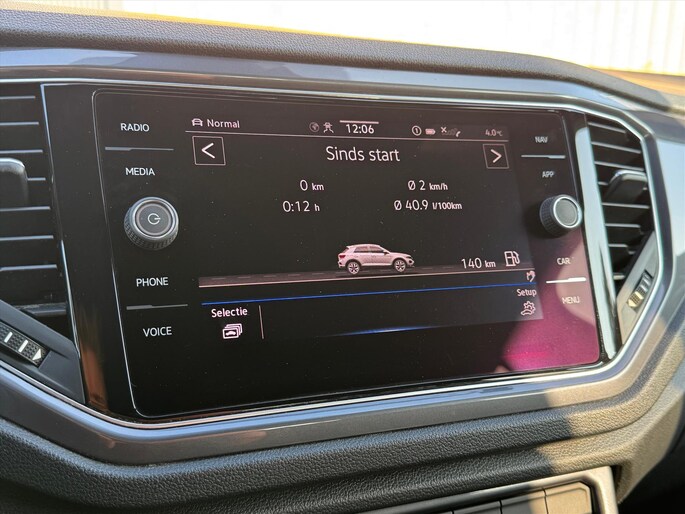 RADIO
MEDIA
PHONE
VOICE
Normal
12:06
4.0°C
Sinds start
0 km
0:12 h
Ø 2 km/h
Ø 40.9 l/100km
140 km
Selectie
Setup
NAV
APP
CAR
MENU